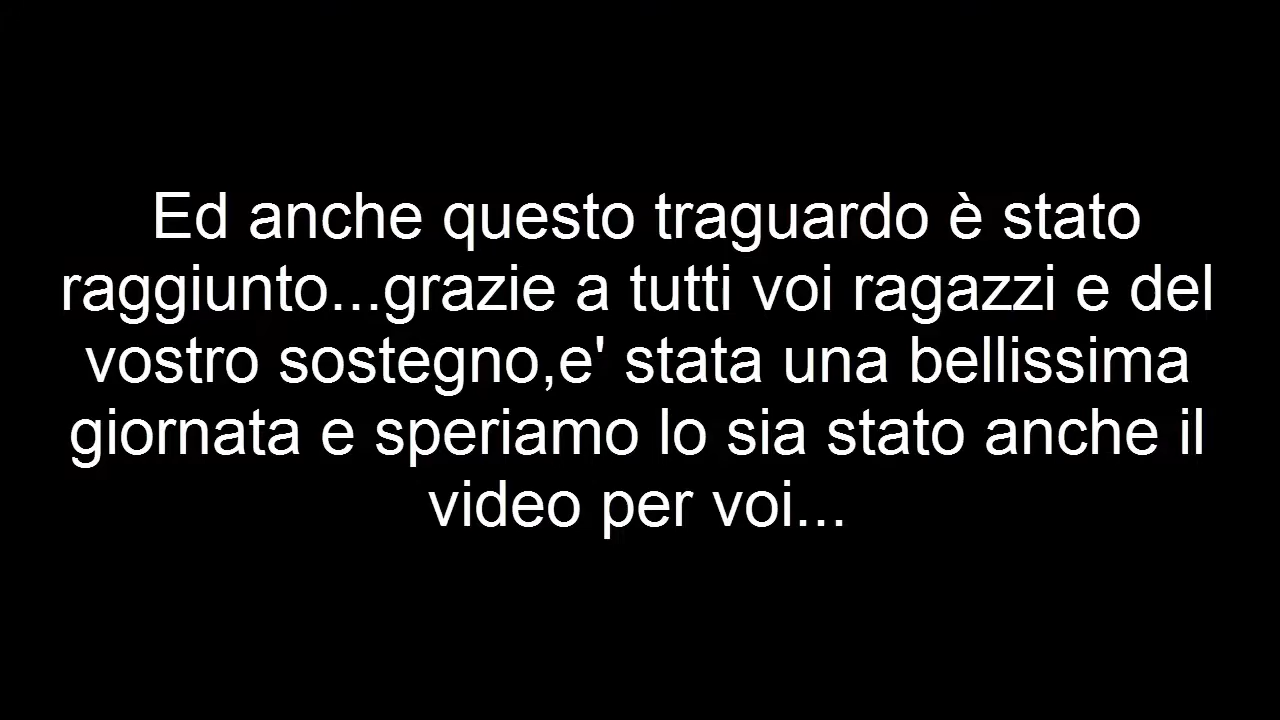 Ed anche questo traguardo è stato
raggiunto...grazie a tutti voi ragazzi e del
vostro sostegno,e' stata una bellissima
giornata e speriamo lo sia stato anche il
video per voi...